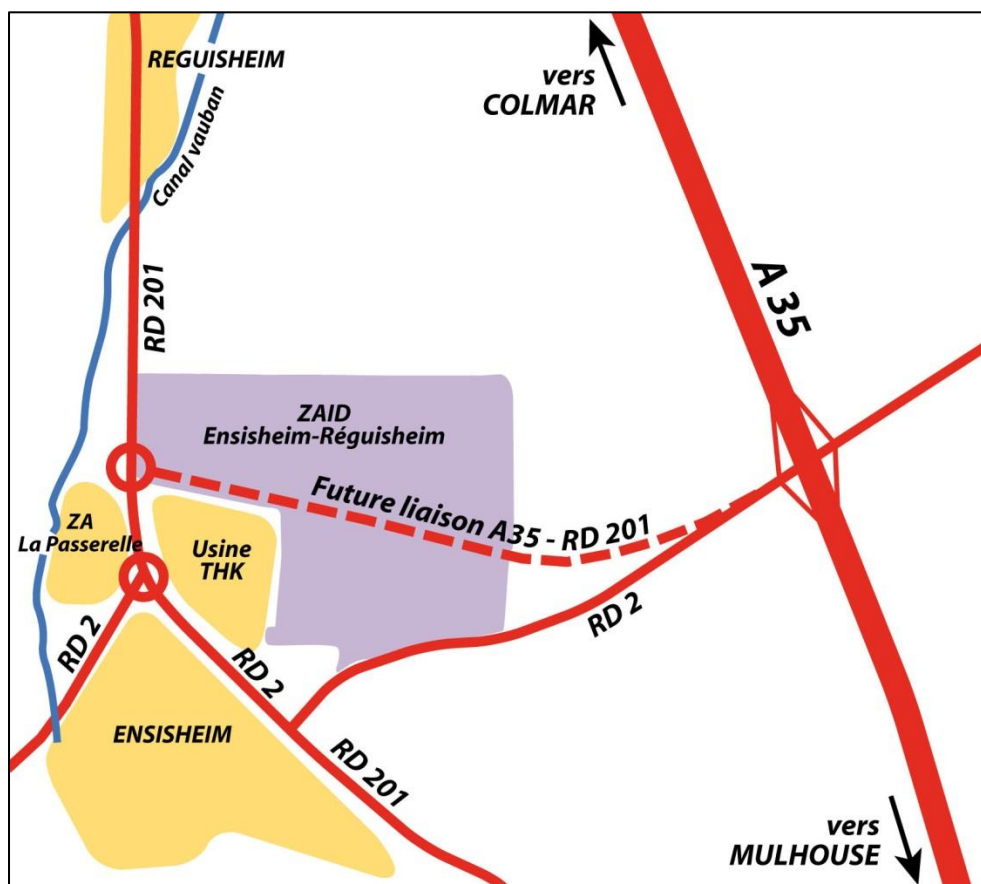 REGUISHEIM
Canal vauban
vers
COLMAR
RD 201
A 35
ZAID
Ensisheim-Réguisheim
Future liaison A35 - RD 201
ZA
La Passerelle
Usine
THK
RD 2
RD 2
RD 2
ENSISHEIM
RD 201
vers
MULHOUSE